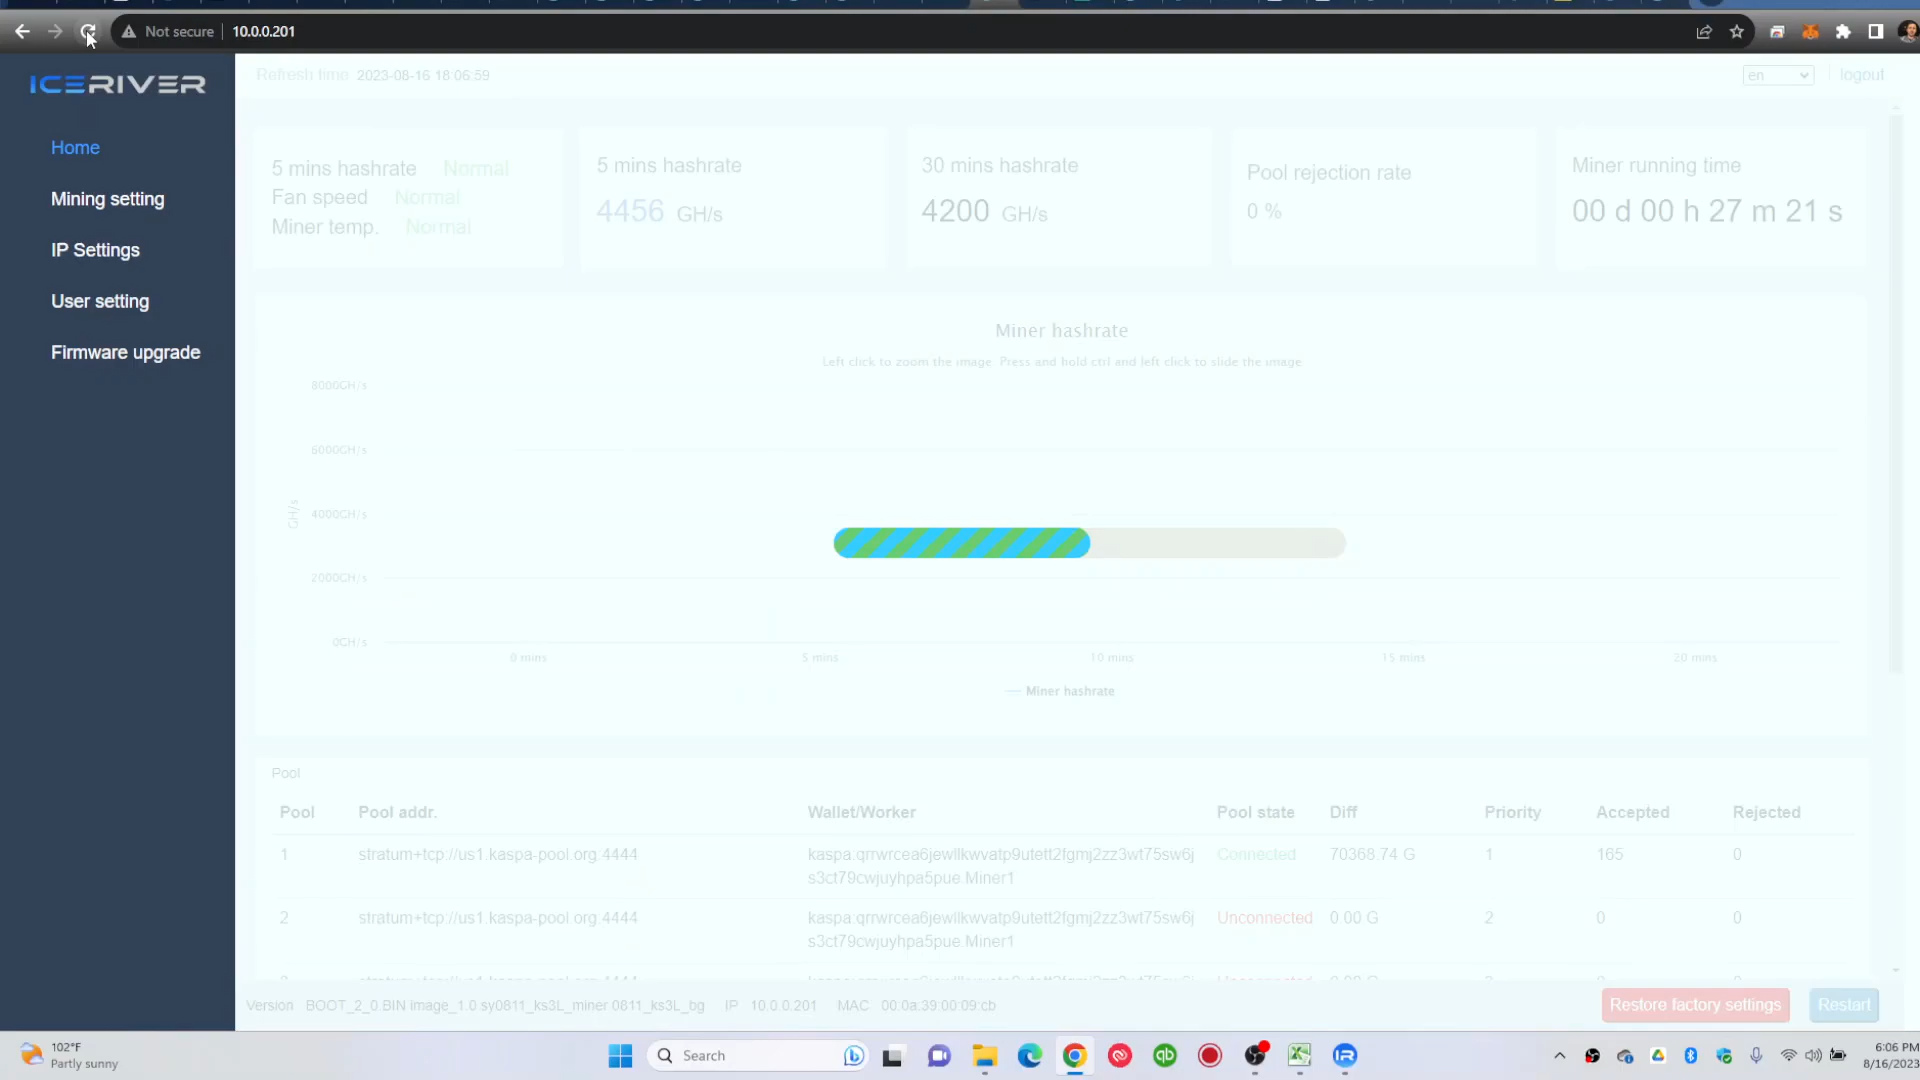 Not secure
10.0.0.201
ICERIVER
Refresh time 2023-08-16 18:06:59
en
logout
Home
Mining setting
IP Settings
User setting
Firmware upgrade
5 mins hashrate Normal
Fan speed Normal
Miner temp. Normal
5 mins hashrate
4456 GH/s
30 mins hashrate
4200 GH/s
Pool rejection rate
0 %
Miner running time
00 d 00 h 27 m 21 s
Miner hashrate
Left click to zoom the image Press and hold ctrl and left click to slide the image
8000GH/s
6000GH/s
4000GH/s
2000GH/s
0GH/s
GH/s
0 mins
5 mins
10 mins
15 mins
20 mins
Miner hashrate
Pool
Pool Pool addr. Wallet/Worker Pool state Diff Priority Accepted Rejected
1 stratum+tcp://us1.kaspa-pool.org:4444 kaspa:qrrwrcea6jewllkwvatp9utett2fgmj2zz3wt75sw6j Connected 70368.74 G 1 165 0
s3ct79cwjuyhpa5pue.Miner1
2 stratum+tcp://us1.kaspa-pool.org:4444 kaspa:qrrwrcea6jewllkwvatp9utett2fgmj2zz3wt75sw6j Unconnected 0.00 G 2 0 0
s3ct79cwjuyhpa5pue.Miner1
Version BOOT_2_0.BIN image_1.0 sy0811_ks3L_miner 0811_ks3L_bg IP 10.0.0.201 MAC 00:0a:39:00:09:cb
Restore factory settings
Restart
102°F
Partly sunny
Search
6:06 PM
8/16/2023